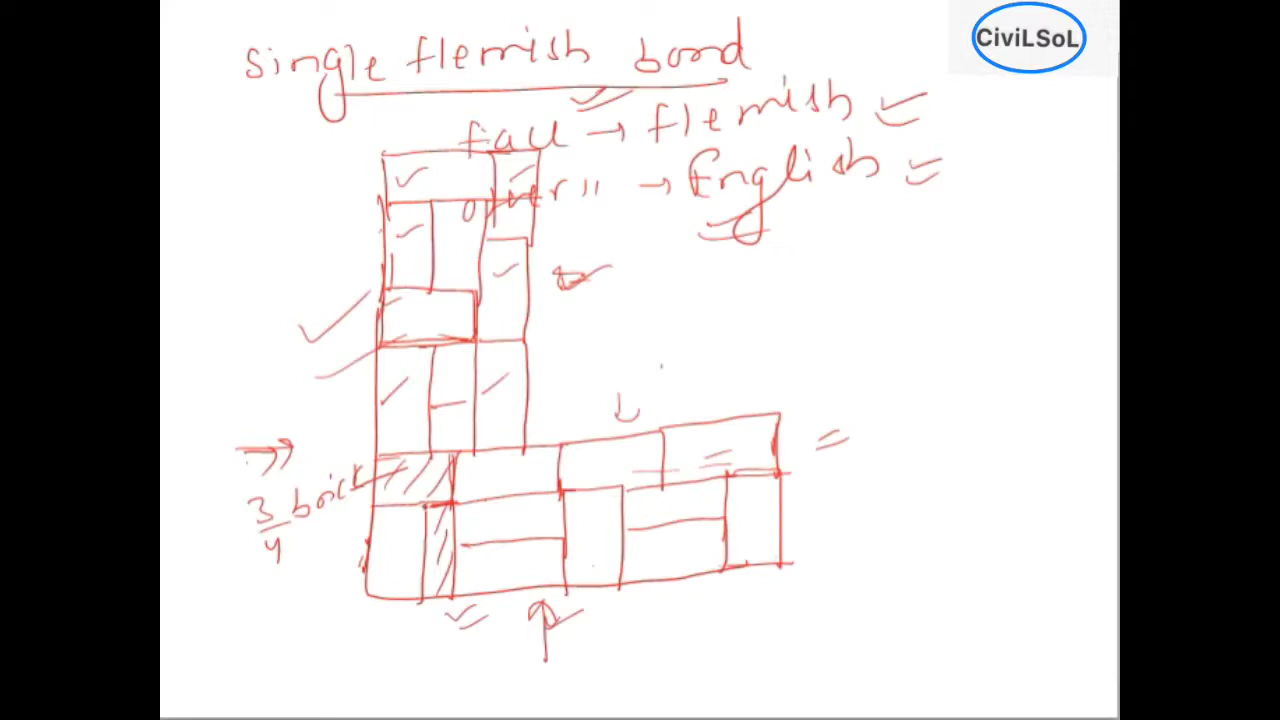 CiviLSoL
single flemish bond
face → flemish
other " → English
3/4 brick